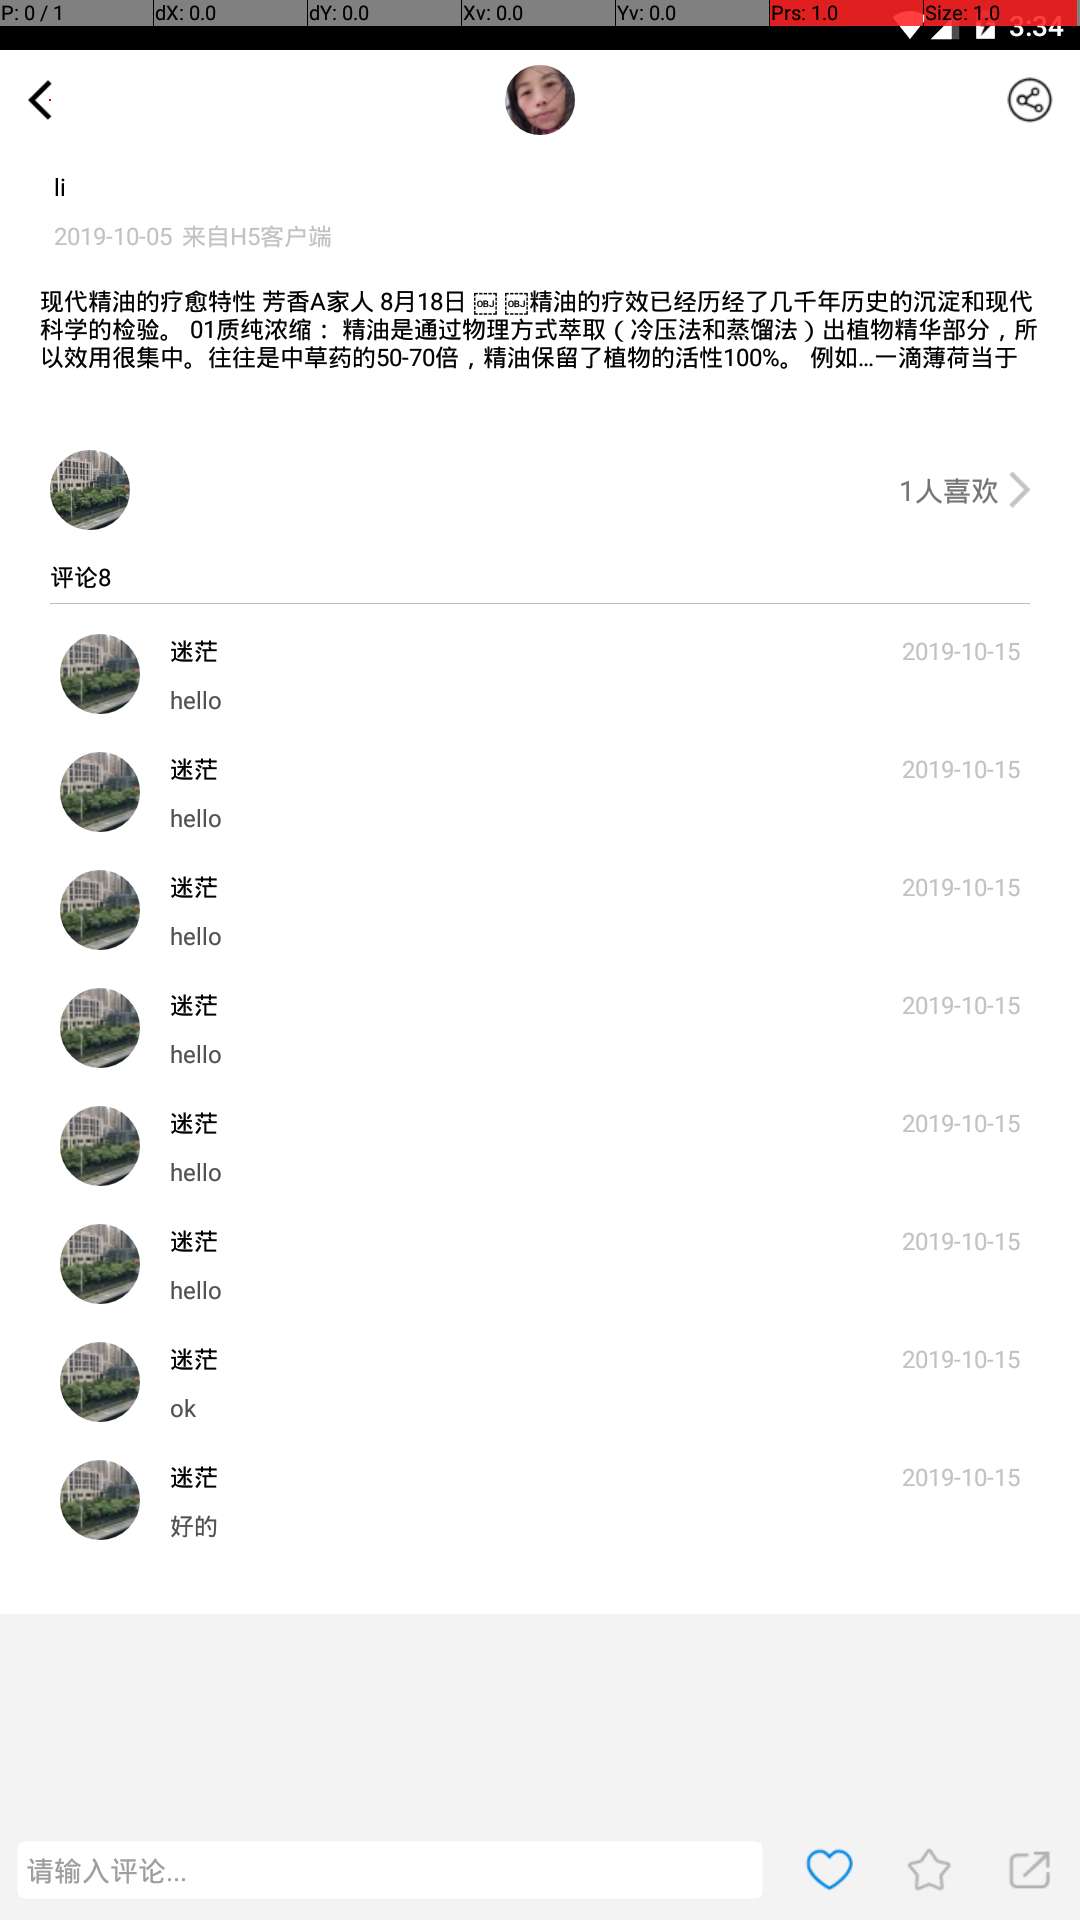 P: 0 / 1 dX: 0.0 dY: 0.0 Xv: 0.0 Yv: 0.0 Prs: 1.0 Size: 1.0
3:34
li
2019-10-05 来自H5客户端
现代精油的疗愈特性 芳香A家人 8月18日 ￼ ￼精油的疗效已经历经了几千年历史的沉淀和现代
科学的检验。 01质纯浓缩 ： 精油是通过物理方式萃取（冷压法和蒸馏法）出植物精华部分，所
以效用很集中。往往是中草药的50-70倍，精油保留了植物的活性100%。 例如...一滴薄荷当于
1人喜欢
评论8
迷茫 2019-10-15
hello
迷茫 2019-10-15
hello
迷茫 2019-10-15
hello
迷茫 2019-10-15
hello
迷茫 2019-10-15
hello
迷茫 2019-10-15
hello
迷茫 2019-10-15
ok
迷茫 2019-10-15
好的
请输入评论...